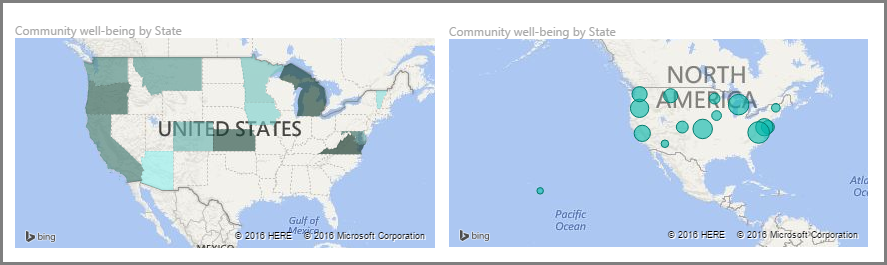 Community well-being by State
UNITED STATES
Gulf of
Mexico
MEXICO
bing
© 2016 HERE © 2016 Microsoft Corporation
Community well-being by State
NORTH
AMERICA
Pacific
Ocean
Atl
Oc
bing
© 2016 HERE © 2016 Microsoft Corporation